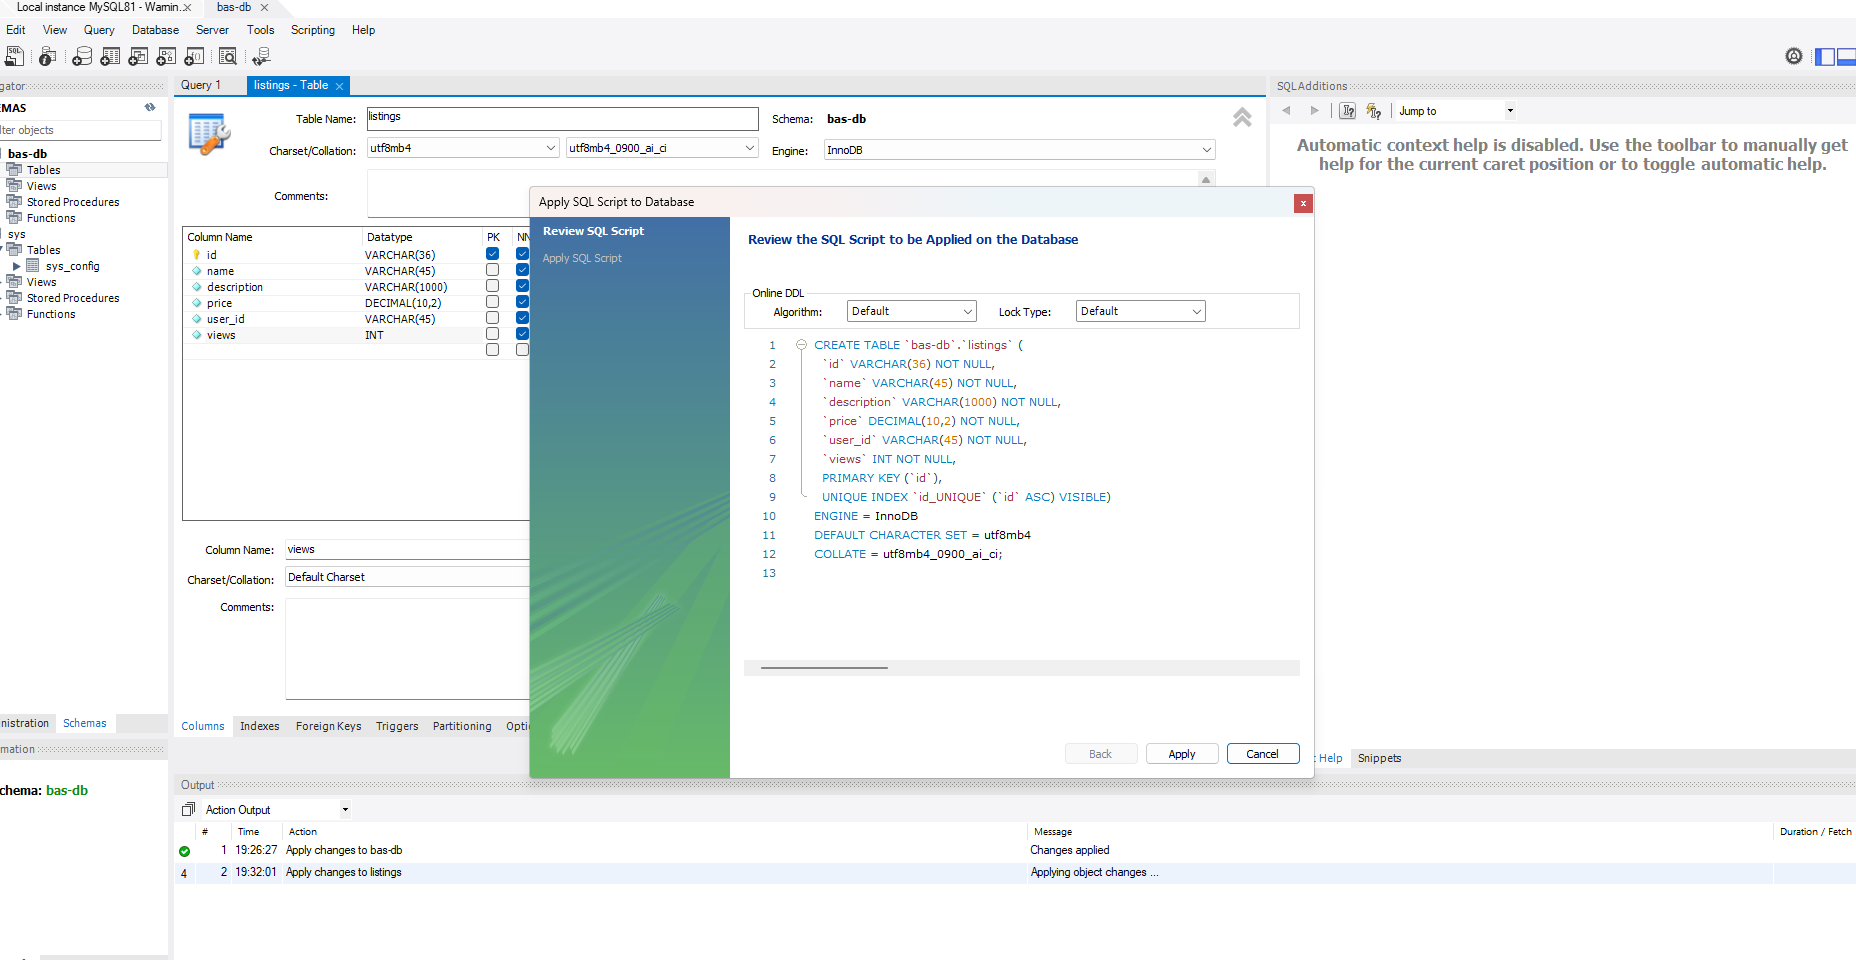 Local instance MySQL81 - Warnin... bas-db
Edit View Query Database Server Tools Scripting Help
gator
Query 1
listings - Table
SQLAdditions
EMAS
lter objects
bas-db
Tables
Views
Stored Procedures
Functions
sys
Tables
sys_config
Views
Stored Procedures
Functions
Table Name: listings
Schema: bas-db
Charset/Collation: utf8mb4 utf8mb4_0900_ai_ci
Engine: InnoDB
Comments:
Jump to
Automatic context help is disabled. Use the toolbar to manually get
help for the current caret position or to toggle automatic help.
Column Name Datatype PK NN
id VARCHAR(36)
name VARCHAR(45)
description VARCHAR(1000)
price DECIMAL(10,2)
user_id VARCHAR(45)
views INT
Column Name: views
Charset/Collation: Default Charset
Comments:
Columns Indexes Foreign Keys Triggers Partitioning Optio
Apply SQL Script to Database
x
Review SQL Script
Apply SQL Script
Review the SQL Script to be Applied on the Database
Online DDL
Algorithm: Default Lock Type: Default
1 CREATE TABLE `bas-db`.`listings` (
2 `id` VARCHAR(36) NOT NULL,
3 `name` VARCHAR(45) NOT NULL,
4 `description` VARCHAR(1000) NOT NULL,
5 `price` DECIMAL(10,2) NOT NULL,
6 `user_id` VARCHAR(45) NOT NULL,
7 `views` INT NOT NULL,
8 PRIMARY KEY (`id`),
9 UNIQUE INDEX `id_UNIQUE` (`id` ASC) VISIBLE)
10 ENGINE = InnoDB
11 DEFAULT CHARACTER SET = utf8mb4
12 COLLATE = utf8mb4_0900_ai_ci;
13
Back Apply Cancel
nistration Schemas
t Help Snippets
mation
chema: bas-db
Output
Action Output
# Time Action Message Duration / Fetch
1 19:26:27 Apply changes to bas-db Changes applied
4 2 19:32:01 Apply changes to listings Applying object changes ...